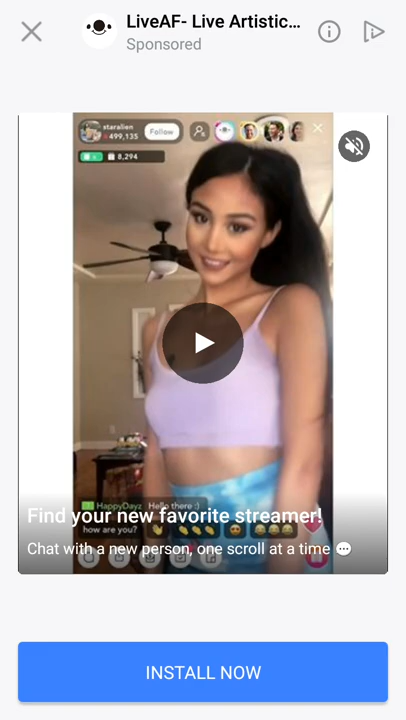 LiveAF- Live Artistic...
Sponsored
staralien
499,135
Follow
8,294
HappyDayz Hello there :)
how are you?
Find your new favorite streamer!
Chat with a new person, one scroll at a time
INSTALL NOW